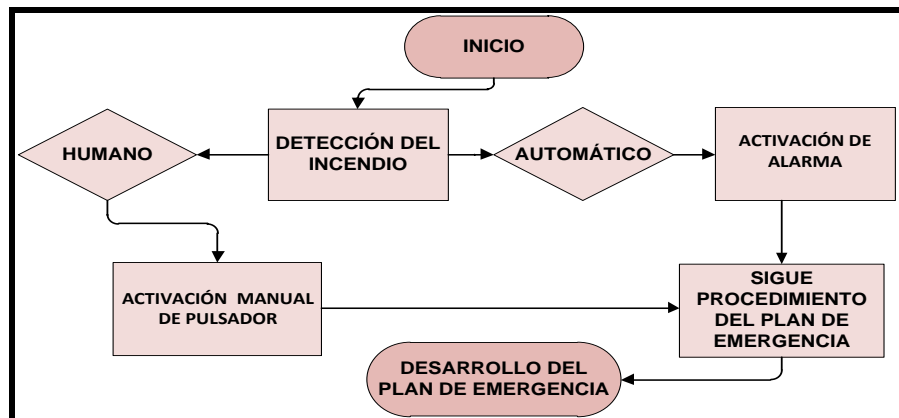 INICIO
HUMANO
DETECCIÓN DEL
INCENDIO
AUTOMÁTICO
ACTIVACIÓN DE
ALARMA
ACTIVACIÓN MANUAL
DE PULSADOR
SIGUE
PROCEDIMIENTO
DEL PLAN DE
EMERGENCIA
DESARROLLO DEL
PLAN DE EMERGENCIA